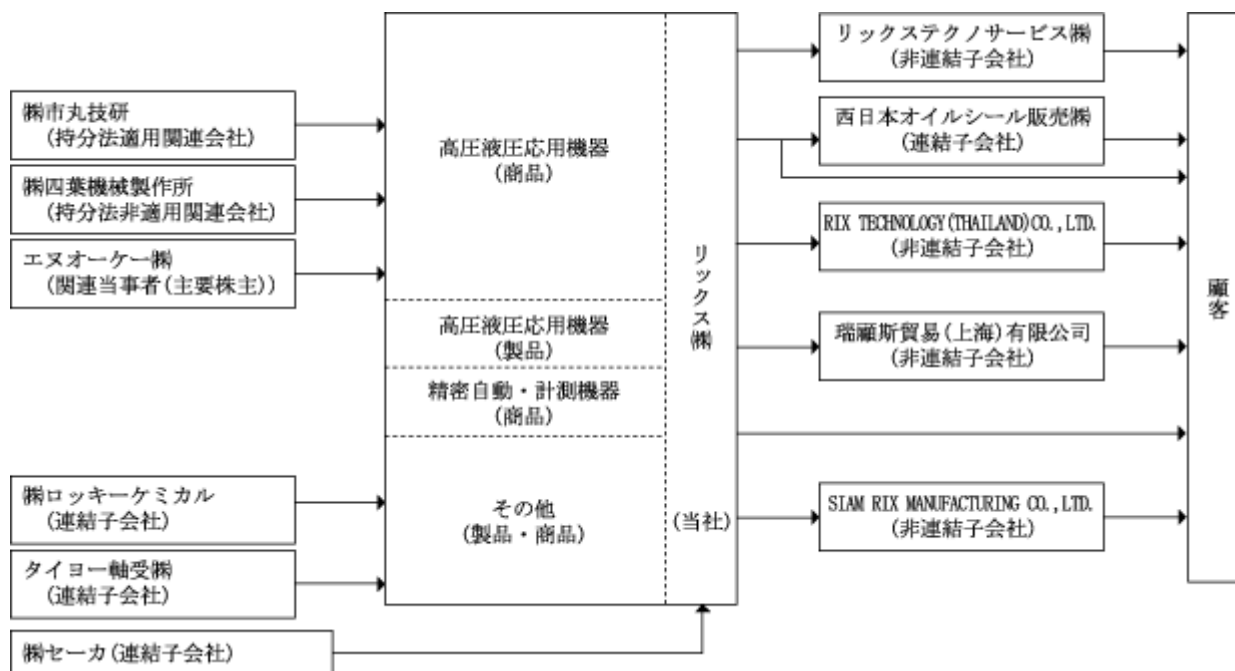 ㈱市丸技研
(持分法適用関連会社)
㈱四葉機械製作所
(持分法非適用関連会社)
エヌオーケー㈱
(関連当事者(主要株主))
㈱ロッキーケミカル
(連結子会社)
タイヨー軸受㈱
(連結子会社)
㈱セーカ(連結子会社)
高圧液圧応用機器
(商品)
高圧液圧応用機器
(製品)
精密自動・計測機器
(商品)
その他
(製品・商品)
リックス㈱
(当社)
リックステクノサービス㈱
(非連結子会社)
西日本オイルシール販売㈱
(連結子会社)
RIX TECHNOLOGY(THAILAND)CO.,LTD.
(非連結子会社)
瑞顧斯貿易(上海)有限公司
(非連結子会社)
SIAM RIX MANUFACTURING CO.,LTD.
(非連結子会社)
顧客